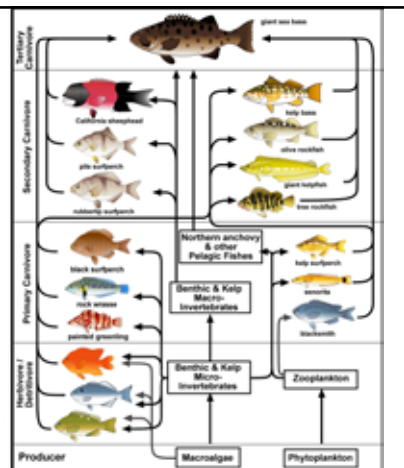 Tertiary Carnivore
giant sea bass
Secondary Carnivore
California sheephead
pile surfperch
rubberlip surfperch
kelp bass
olive rockfish
giant kelpfish
tree rockfish
Primary Carnivore
black surfperch
rock wrasse
painted greenling
Northern anchovy
& other
Pelagic Fishes
Benthic & Kelp
Macro-
Invertebrates
kelp surfperch
senorita
blacksmith
Herbivore /
Detritivore
Benthic & Kelp
Micro-
Invertebrates
Zooplankton
Producer
Macroalgae
Phytoplankton